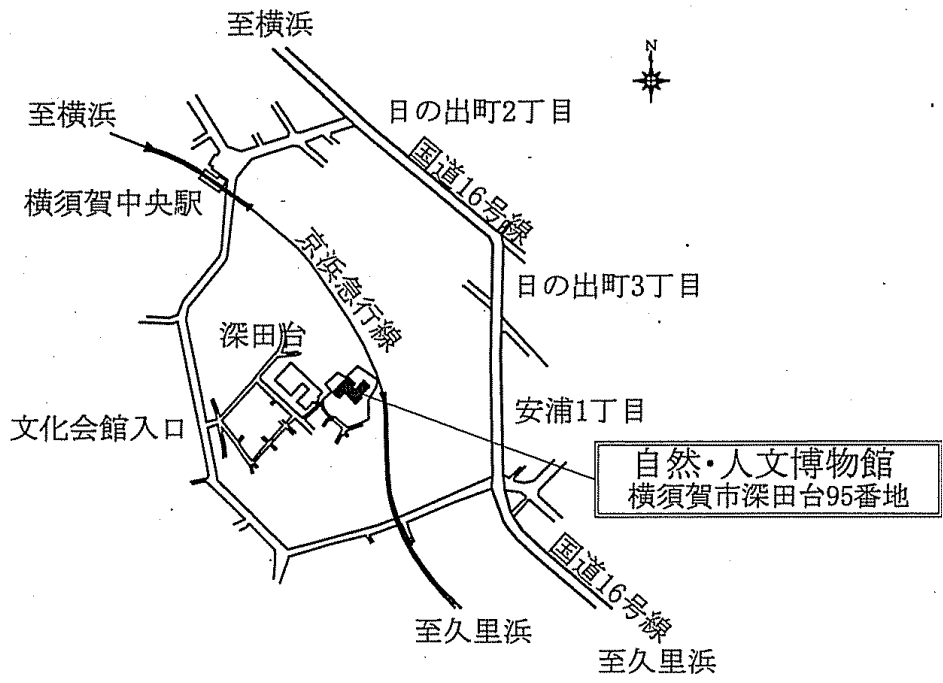 至横浜
N
至横浜
日の出町2丁目
国道16号線
横須賀中央駅
京浜急行線
日の出町3丁目
深田台
安浦1丁目
文化会館入口
自然・人文博物館
横須賀市深田台95番地
国道16号線
至久里浜
至久里浜